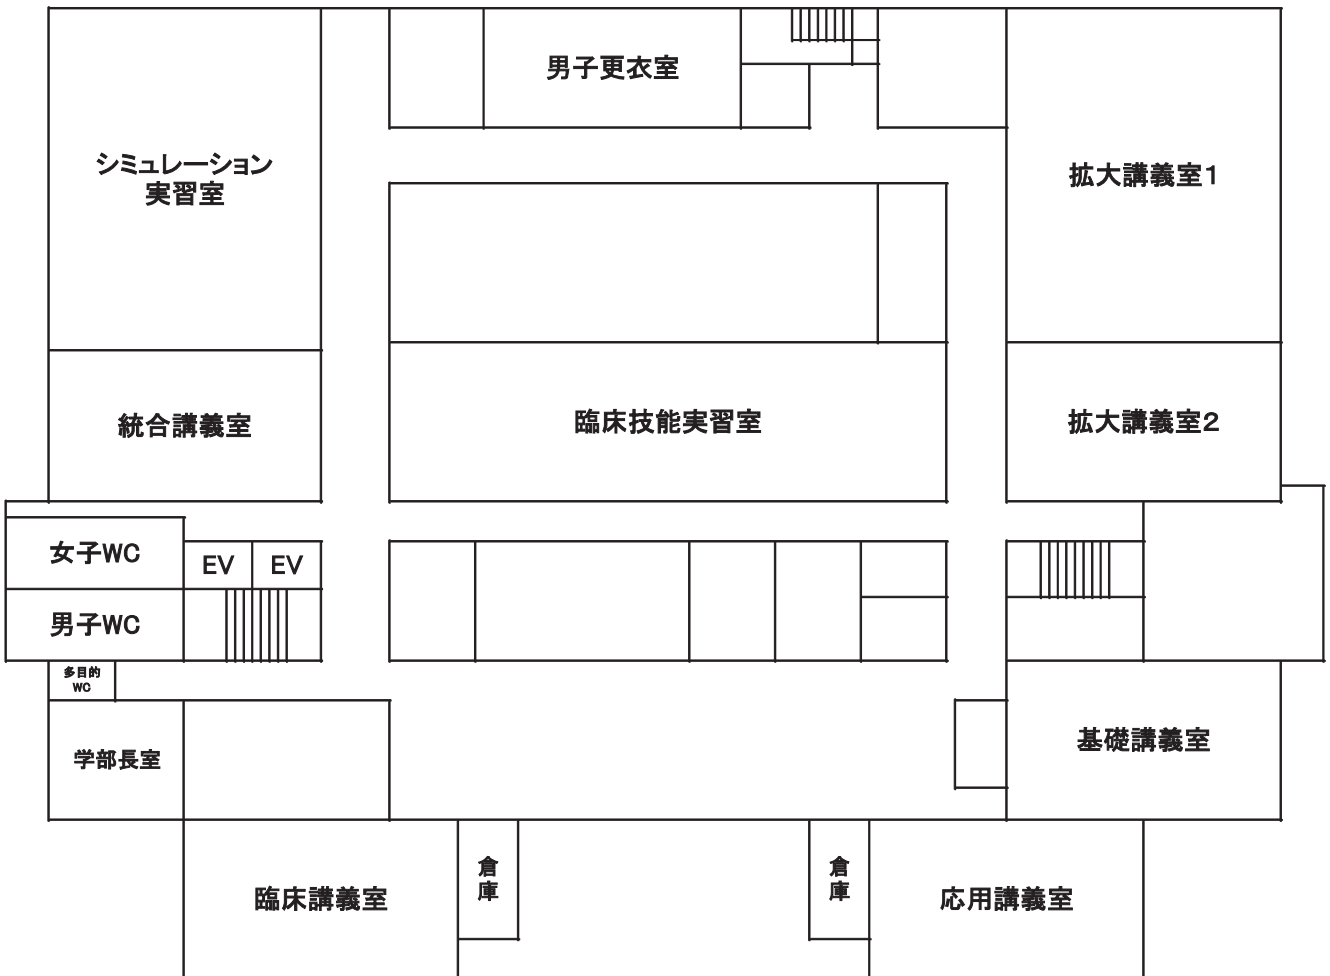 男子更衣室
シミュレーション
実習室
拡大講義室1
統合講義室
臨床技能実習室
拡大講義室2
女子WC
EV
EV
男子WC
多目的
WC
学部長室
基礎講義室
臨床講義室
倉
庫
倉
庫
応用講義室